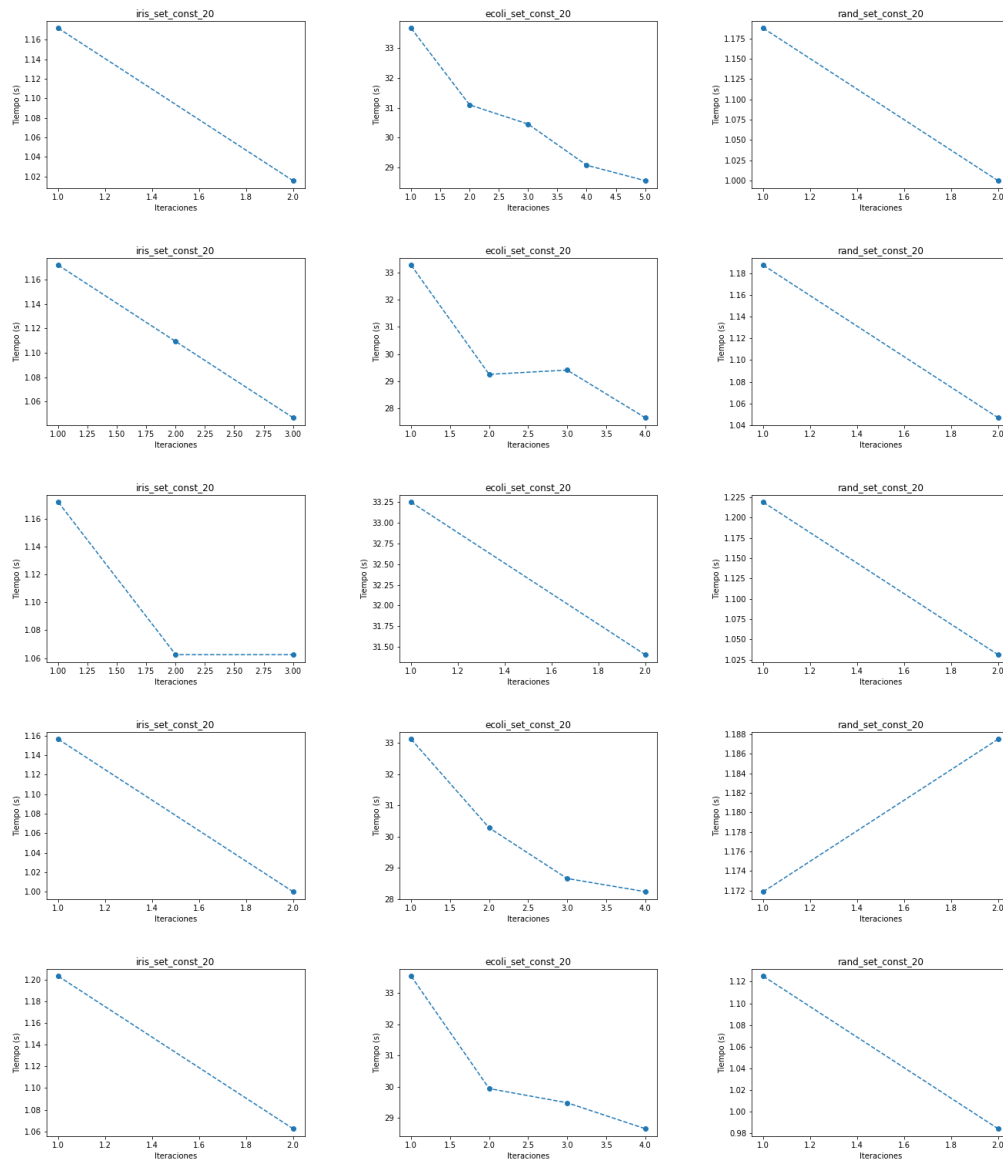 iris_set_const_20
1.16
1.14
1.12
1.10
1.08
1.06
1.04
1.02
Tiempo (s)
1.0 1.2 1.4 1.6 1.8 2.0
Iteraciones
ecoli_set_const_20
33
32
31
30
29
Tiempo (s)
1.0 1.5 2.0 2.5 3.0 3.5 4.0 4.5 5.0
Iteraciones
rand_set_const_20
1.175
1.150
1.125
1.100
1.075
1.050
1.025
1.000
Tiempo (s)
1.0 1.2 1.4 1.6 1.8 2.0
Iteraciones
iris_set_const_20
1.16
1.14
1.12
1.10
1.08
1.06
Tiempo (s)
1.00 1.25 1.50 1.75 2.00 2.25 2.50 2.75 3.00
Iteraciones
ecoli_set_const_20
33
32
31
30
29
28
Tiempo (s)
1.0 1.5 2.0 2.5 3.0 3.5 4.0
Iteraciones
rand_set_const_20
1.18
1.16
1.14
1.12
1.10
1.08
1.06
1.04
Tiempo (s)
1.0 1.2 1.4 1.6 1.8 2.0
Iteraciones
iris_set_const_20
1.16
1.14
1.12
1.10
1.08
1.06
Tiempo (s)
1.00 1.25 1.50 1.75 2.00 2.25 2.50 2.75 3.00
Iteraciones
ecoli_set_const_20
33.25
33.00
32.75
32.50
32.25
32.00
31.75
31.50
Tiempo (s)
1.0 1.2 1.4 1.6 1.8 2.0
Iteraciones
rand_set_const_20
1.225
1.200
1.175
1.150
1.125
1.100
1.075
1.050
1.025
Tiempo (s)
1.0 1.2 1.4 1.6 1.8 2.0
Iteraciones
iris_set_const_20
1.16
1.14
1.12
1.10
1.08
1.06
1.04
1.02
1.00
Tiempo (s)
1.0 1.2 1.4 1.6 1.8 2.0
Iteraciones
ecoli_set_const_20
33
32
31
30
29
28
Tiempo (s)
1.0 1.5 2.0 2.5 3.0 3.5 4.0
Iteraciones
rand_set_const_20
1.188
1.186
1.184
1.182
1.180
1.178
1.176
1.174
1.172
Tiempo (s)
1.0 1.2 1.4 1.6 1.8 2.0
Iteraciones
iris_set_const_20
1.20
1.18
1.16
1.14
1.12
1.10
1.08
1.06
Tiempo (s)
1.0 1.2 1.4 1.6 1.8 2.0
Iteraciones
ecoli_set_const_20
33
32
31
30
29
Tiempo (s)
1.0 1.5 2.0 2.5 3.0 3.5 4.0
Iteraciones
rand_set_const_20
1.12
1.10
1.08
1.06
1.04
1.02
1.00
0.98
Tiempo (s)
1.0 1.2 1.4 1.6 1.8 2.0
Iteraciones